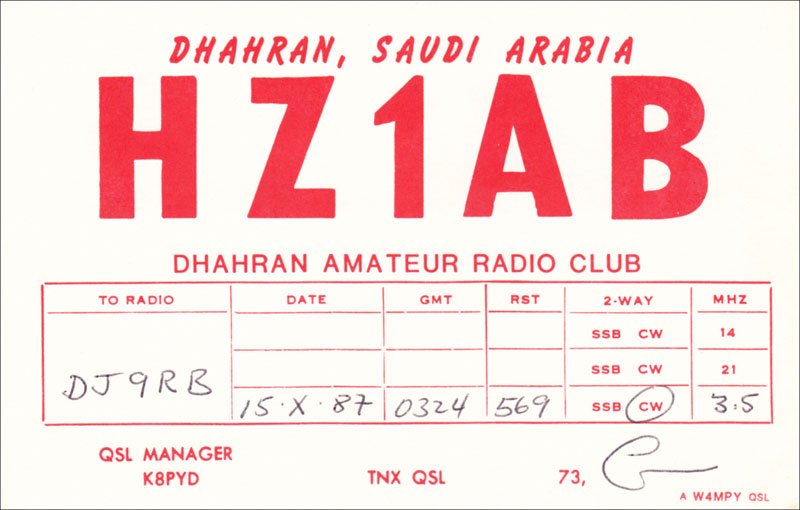 DHAHRAN, SAUDI ARABIA
HZ1AB
DHAHRAN AMATEUR RADIO CLUB
TO RADIO DATE GMT RST 2-WAY MHZ
SSB CW 14
SSB CW 21
DJ9RB 15·X·87 0324 569 SSB CW 3.5
QSL MANAGER
K8PYD TNX QSL 73,
A W4MPY QSL